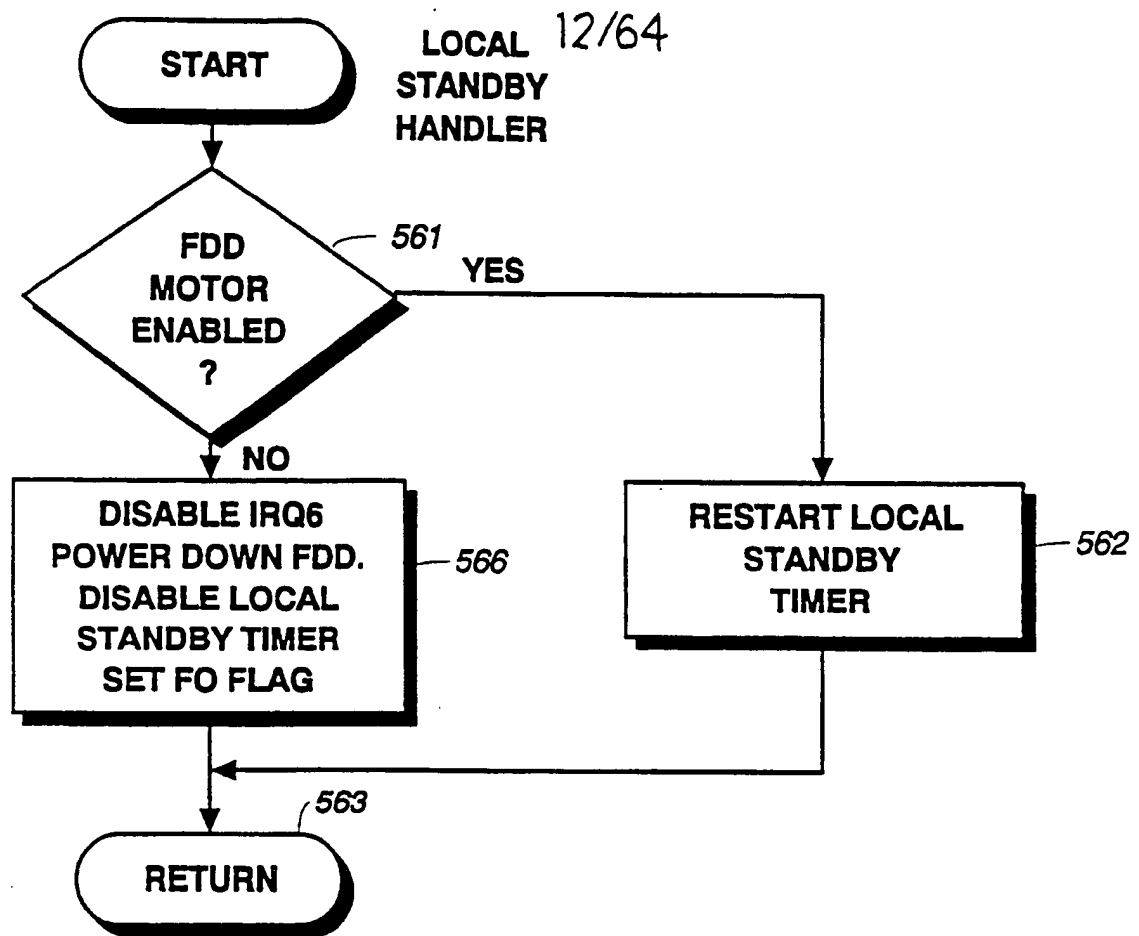 12/64
START
LOCAL
STANDBY
HANDLER
FDD
MOTOR
ENABLED
?
561
YES
NO
DISABLE IRQ6
POWER DOWN FDD.
DISABLE LOCAL
STANDBY TIMER
SET FO FLAG
566
RESTART LOCAL
STANDBY
TIMER
562
563
RETURN